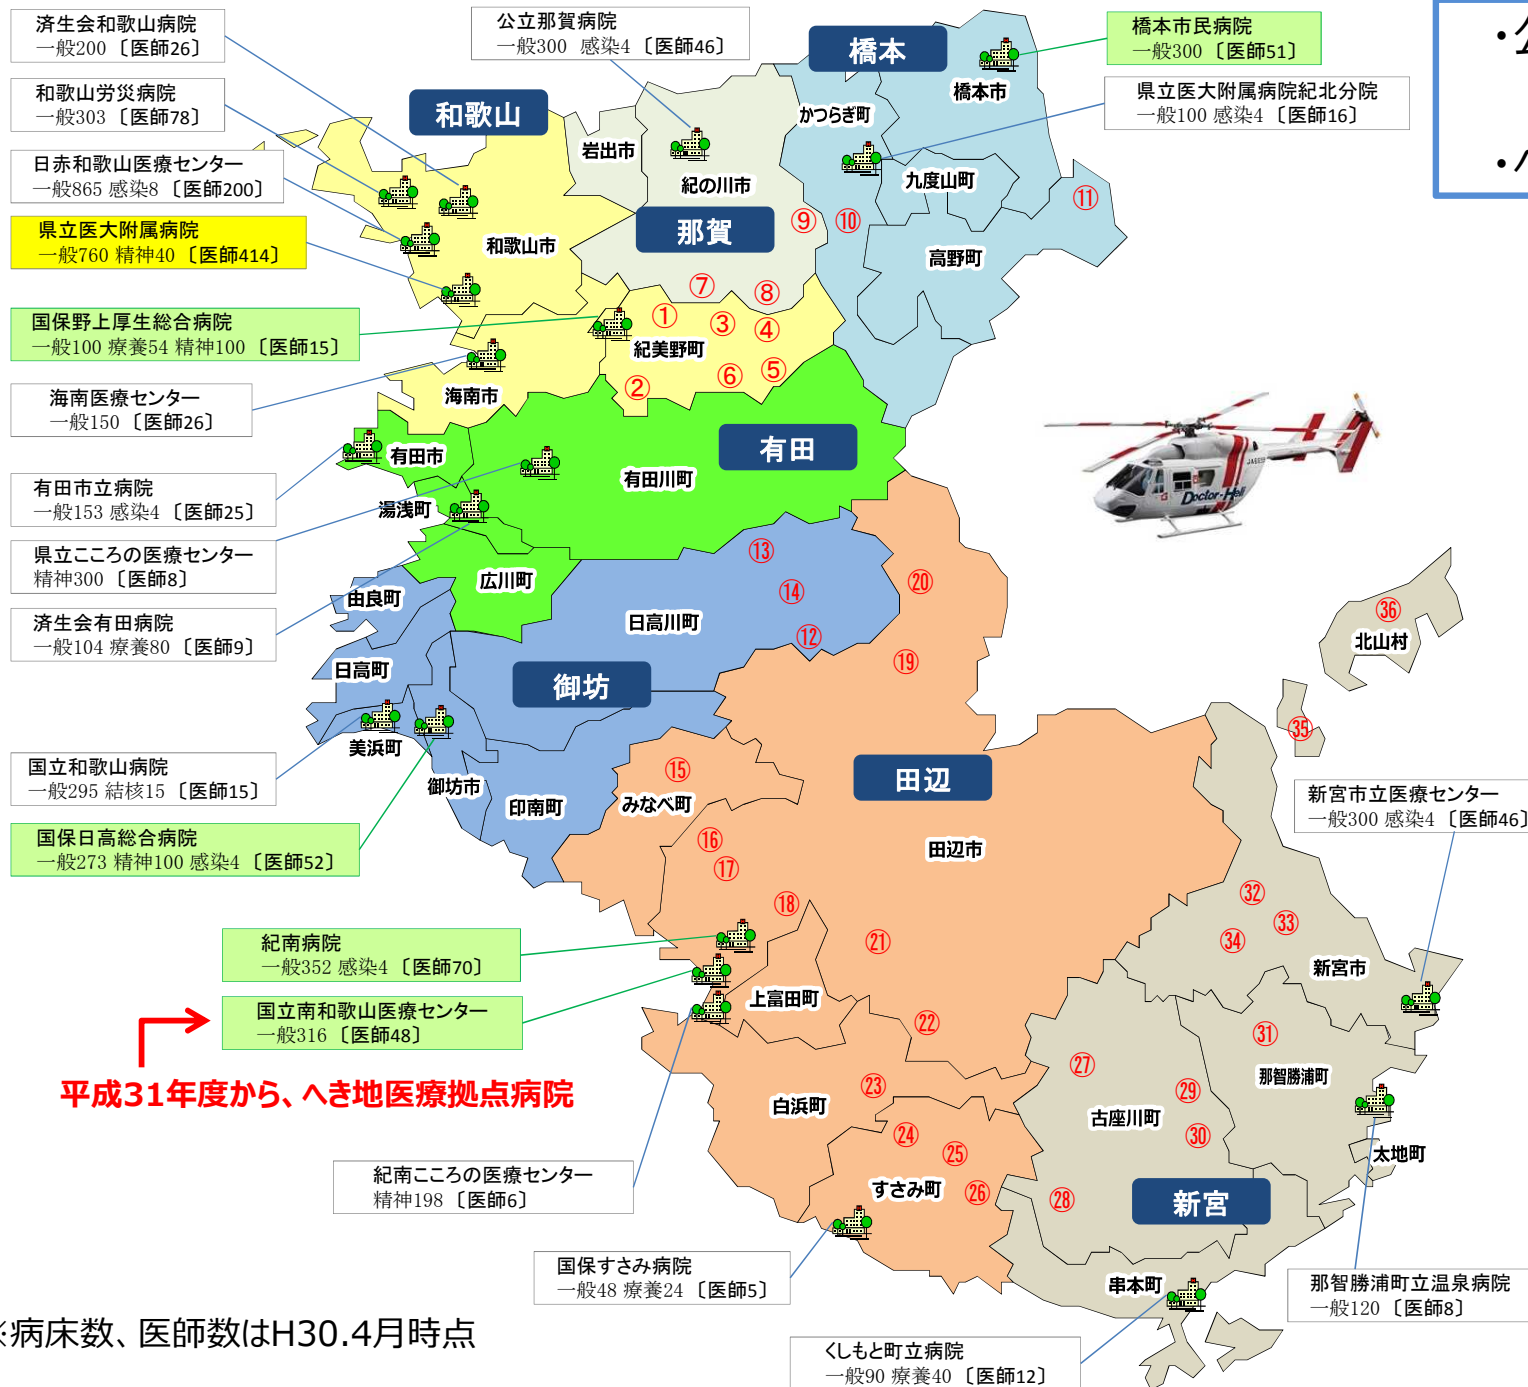 済生会和歌山病院
一般200 〔医師26〕
和歌山労災病院
一般303 〔医師78〕
日赤和歌山医療センター
一般865 感染8 〔医師200〕
県立医大附属病院
一般760 精神40 〔医師414〕
国保野上厚生総合病院
一般100 療養54 精神100 〔医師15〕
海南医療センター
一般150 〔医師26〕
有田市立病院
一般153 感染4 〔医師25〕
県立こころの医療センター
精神300 〔医師8〕
済生会有田病院
一般104 療養80 〔医師9〕
国立和歌山病院
一般295 結核15 〔医師15〕
国保日高総合病院
一般273 精神100 感染4 〔医師52〕
紀南病院
一般352 感染4 〔医師70〕
国立南和歌山医療センター
一般316 〔医師48〕
平成31年度から、へき地医療拠点病院
紀南こころの医療センター
精神198 〔医師6〕
国保すさみ病院
一般48 療養24 〔医師5〕
くしもと町立病院
一般90 療養40 〔医師12〕
※病床数、医師数はH30.4月時点
公立那賀病院
一般300 感染4 〔医師46〕
橋本市民病院
一般300 〔医師51〕
県立医大附属病院紀北分院
一般100 感染4 〔医師16〕
新宮市立医療センター
一般300 感染4 〔医師46〕
那智勝浦町立温泉病院
一般120 〔医師8〕
・
・
橋本
和歌山
那賀
有田
御坊
田辺
新宮
橋本市
かつらぎ町
岩出市
紀の川市
九度山町
高野町
和歌山市
紀美野町
海南市
有田市
有田川町
湯浅町
広川町
由良町
日高川町
日高町
美浜町
御坊市
印南町
みなべ町
田辺市
上富田町
白浜町
すさみ町
北山村
新宮市
那智勝浦町
古座川町
太地町
串本町
①
②
③
④
⑤
⑥
⑦
⑧
⑨
⑩
⑪
⑫
⑬
⑭
⑮
⑯
⑰
⑱
⑲
⑳
㉑
㉒
㉓
㉔
㉕
㉖
㉗
㉘
㉙
㉚
㉛
㉜
㉝
㉞
㉟
㊱
Doctor-Heli